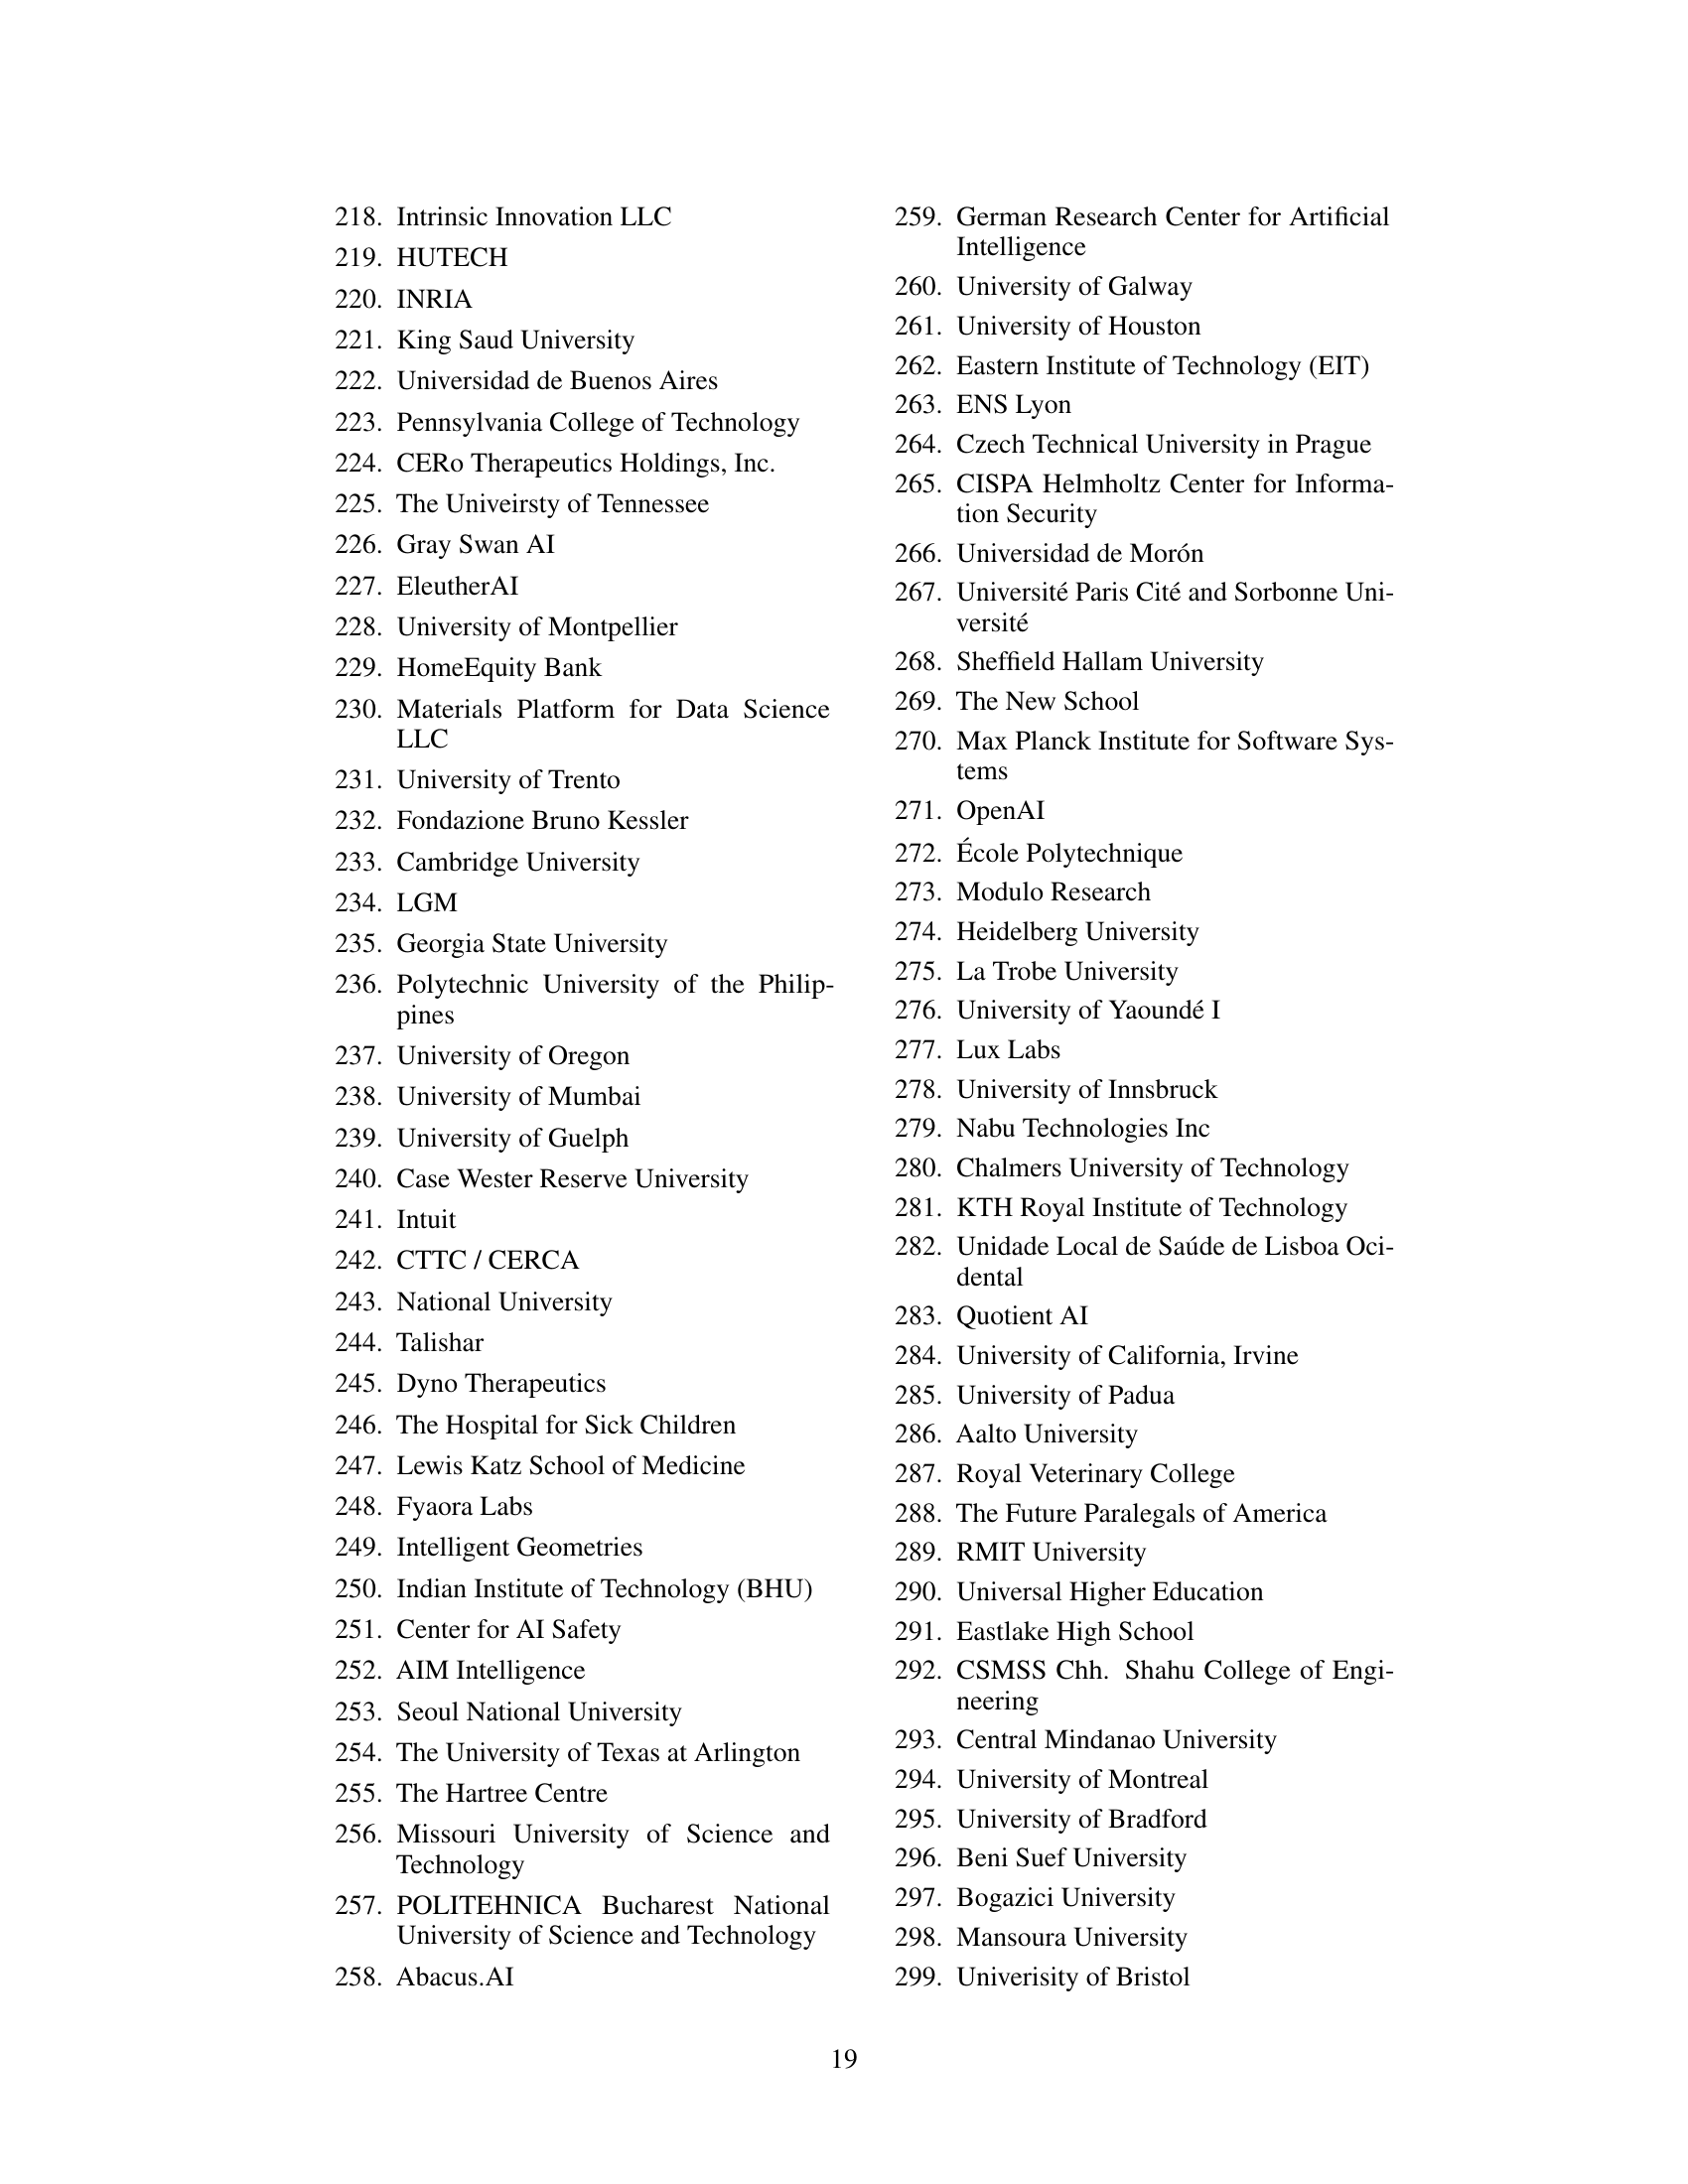 218. Intrinsic Innovation LLC
219. HUTECH
220. INRIA
221. King Saud University
222. Universidad de Buenos Aires
223. Pennsylvania College of Technology
224. CERo Therapeutics Holdings, Inc.
225. The Univeirsty of Tennessee
226. Gray Swan AI
227. EleutherAI
228. University of Montpellier
229. HomeEquity Bank
230. Materials Platform for Data Science
LLC
231. University of Trento
232. Fondazione Bruno Kessler
233. Cambridge University
234. LGM
235. Georgia State University
236. Polytechnic University of the Philip-
pines
237. University of Oregon
238. University of Mumbai
239. University of Guelph
240. Case Wester Reserve University
241. Intuit
242. CTTC / CERCA
243. National University
244. Talishar
245. Dyno Therapeutics
246. The Hospital for Sick Children
247. Lewis Katz School of Medicine
248. Fyaora Labs
249. Intelligent Geometries
250. Indian Institute of Technology (BHU)
251. Center for AI Safety
252. AIM Intelligence
253. Seoul National University
254. The University of Texas at Arlington
255. The Hartree Centre
256. Missouri University of Science and
Technology
257. POLITEHNICA Bucharest National
University of Science and Technology
258. Abacus.AI
259. German Research Center for Artificial
Intelligence
260. University of Galway
261. University of Houston
262. Eastern Institute of Technology (EIT)
263. ENS Lyon
264. Czech Technical University in Prague
265. CISPA Helmholtz Center for Informa-
tion Security
266. Universidad de Morón
267. Université Paris Cité and Sorbonne Uni-
versité
268. Sheffield Hallam University
269. The New School
270. Max Planck Institute for Software Sys-
tems
271. OpenAI
272. École Polytechnique
273. Modulo Research
274. Heidelberg University
275. La Trobe University
276. University of Yaoundé I
277. Lux Labs
278. University of Innsbruck
279. Nabu Technologies Inc
280. Chalmers University of Technology
281. KTH Royal Institute of Technology
282. Unidade Local de Saúde de Lisboa Oci-
dental
283. Quotient AI
284. University of California, Irvine
285. University of Padua
286. Aalto University
287. Royal Veterinary College
288. The Future Paralegals of America
289. RMIT University
290. Universal Higher Education
291. Eastlake High School
292. CSMSS Chh. Shahu College of Engi-
neering
293. Central Mindanao University
294. University of Montreal
295. University of Bradford
296. Beni Suef University
297. Bogazici University
298. Mansoura University
299. Univerisity of Bristol
19